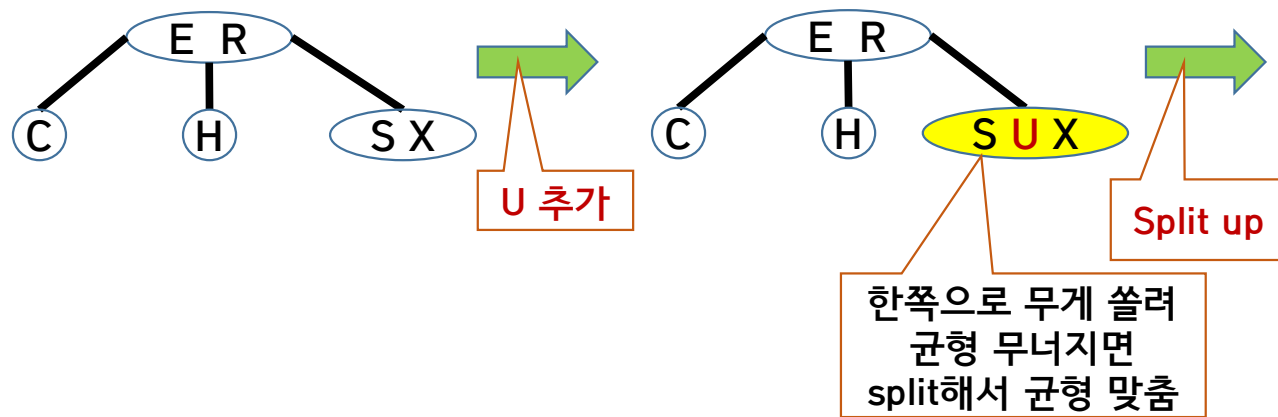 E R
C
H
S X
U 추가
E R
C
H
S U X
Split up
한쪽으로 무게 쏠려
균형 무너지면
split해서 균형 맞춤